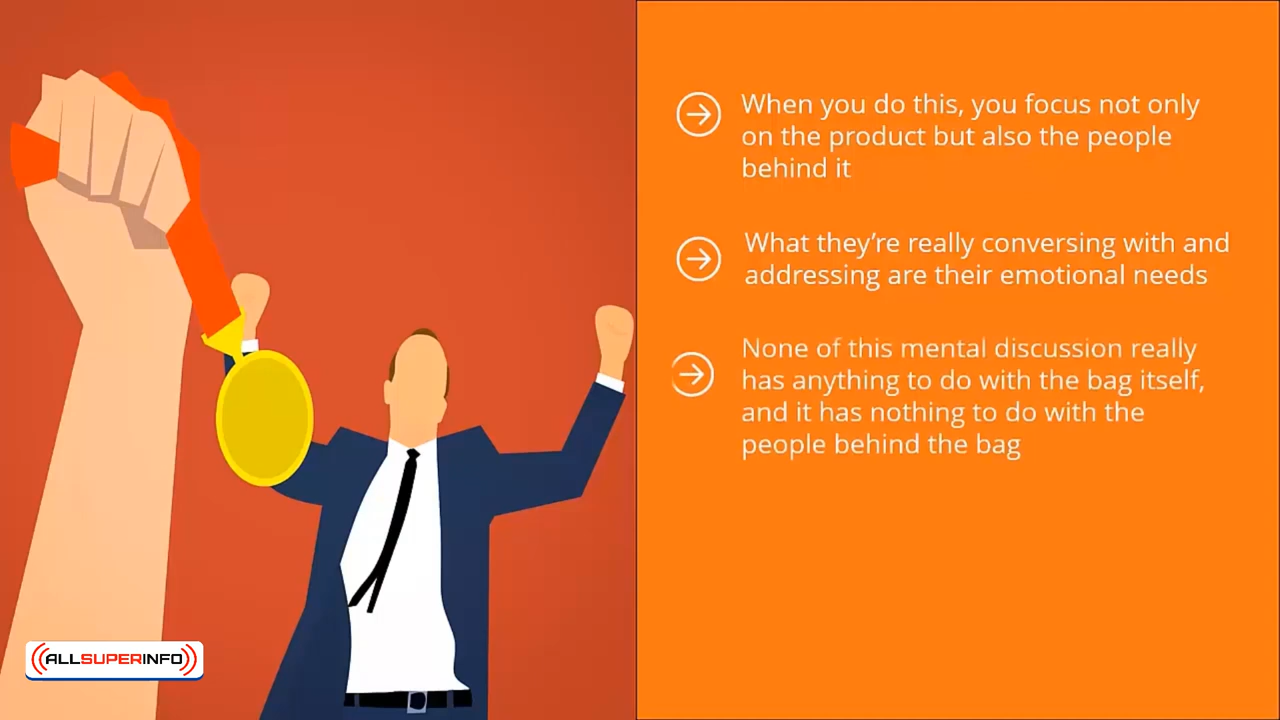 When you do this, you focus not only
on the product but also the people
behind it
What they’re really conversing with and
addressing are their emotional needs
None of this mental discussion really
has anything to do with the bag itself,
and it has nothing to do with the
people behind the bag
ALLSUPERINFO